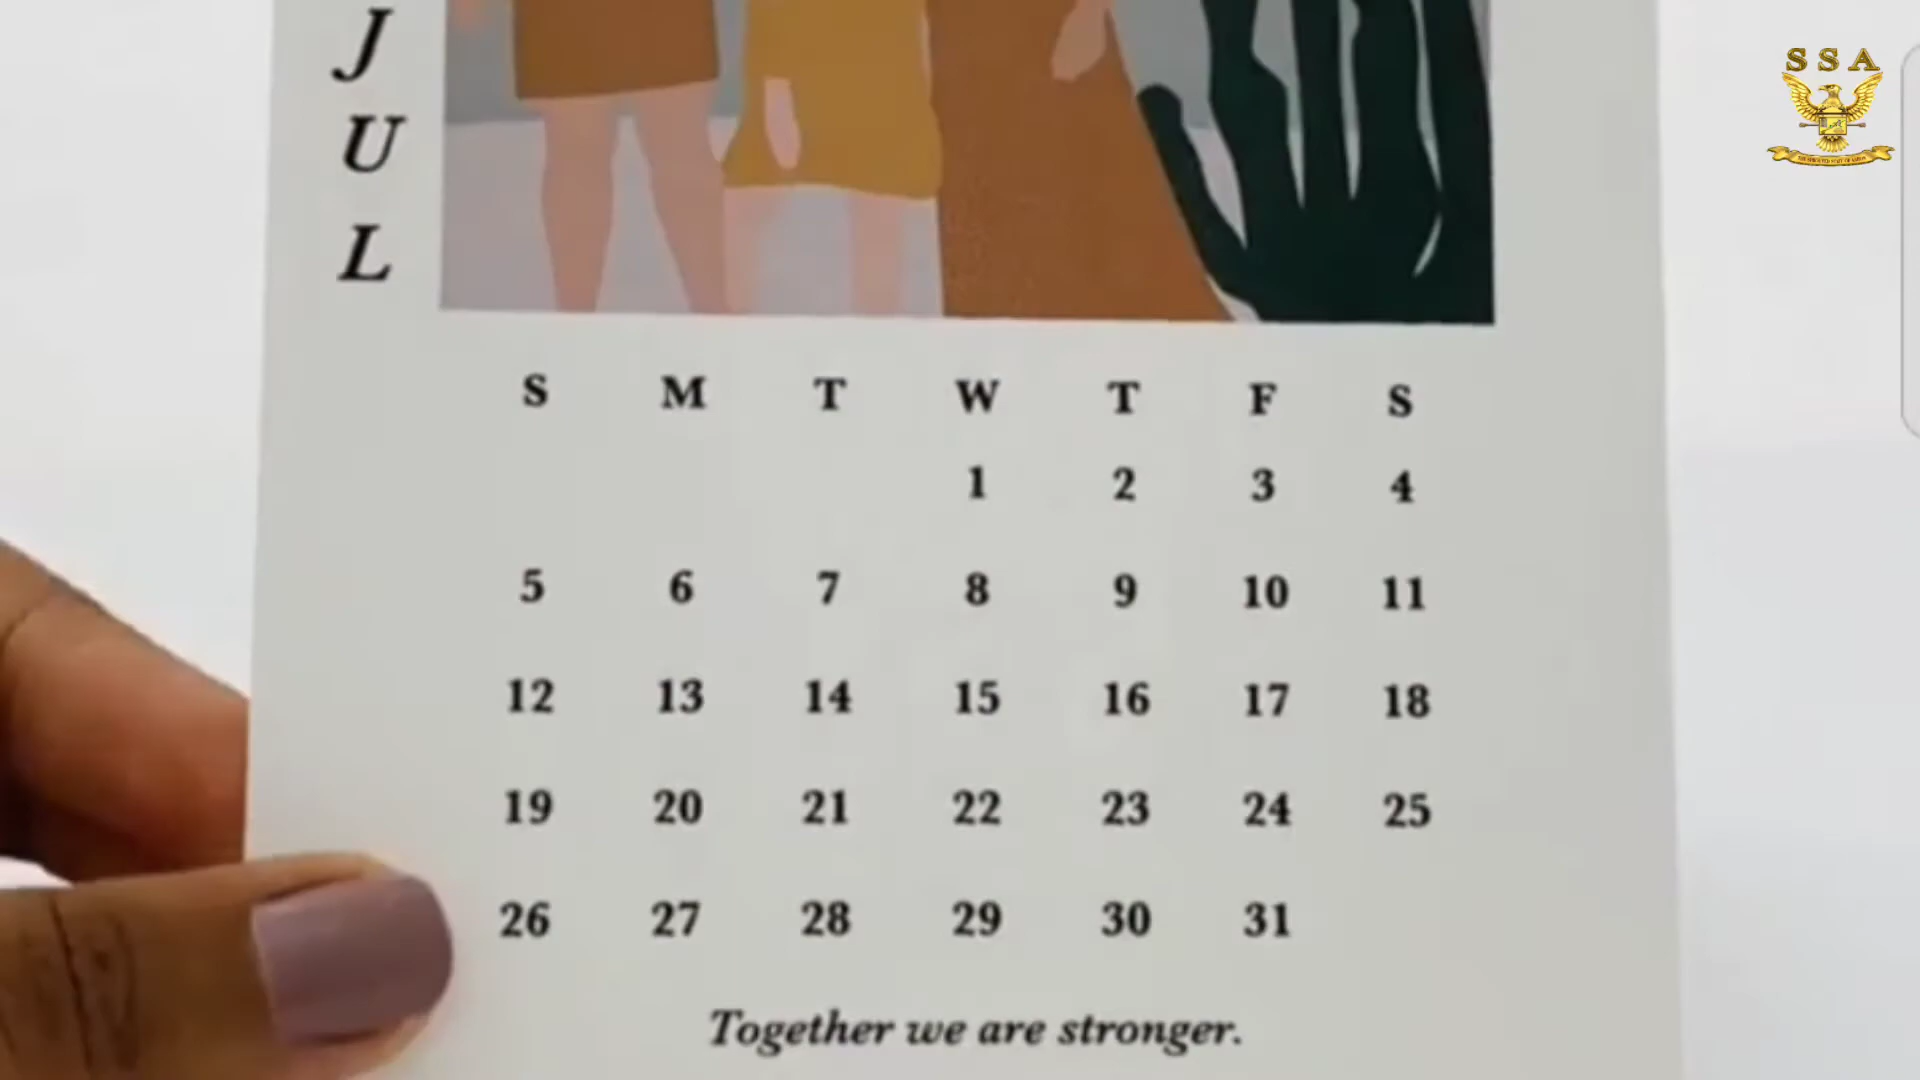 J
U
L
SSA
S M T W T F S
1 2 3 4
5 6 7 8 9 10 11
12 13 14 15 16 17 18
19 20 21 22 23 24 25
26 27 28 29 30 31
Together we are stronger.